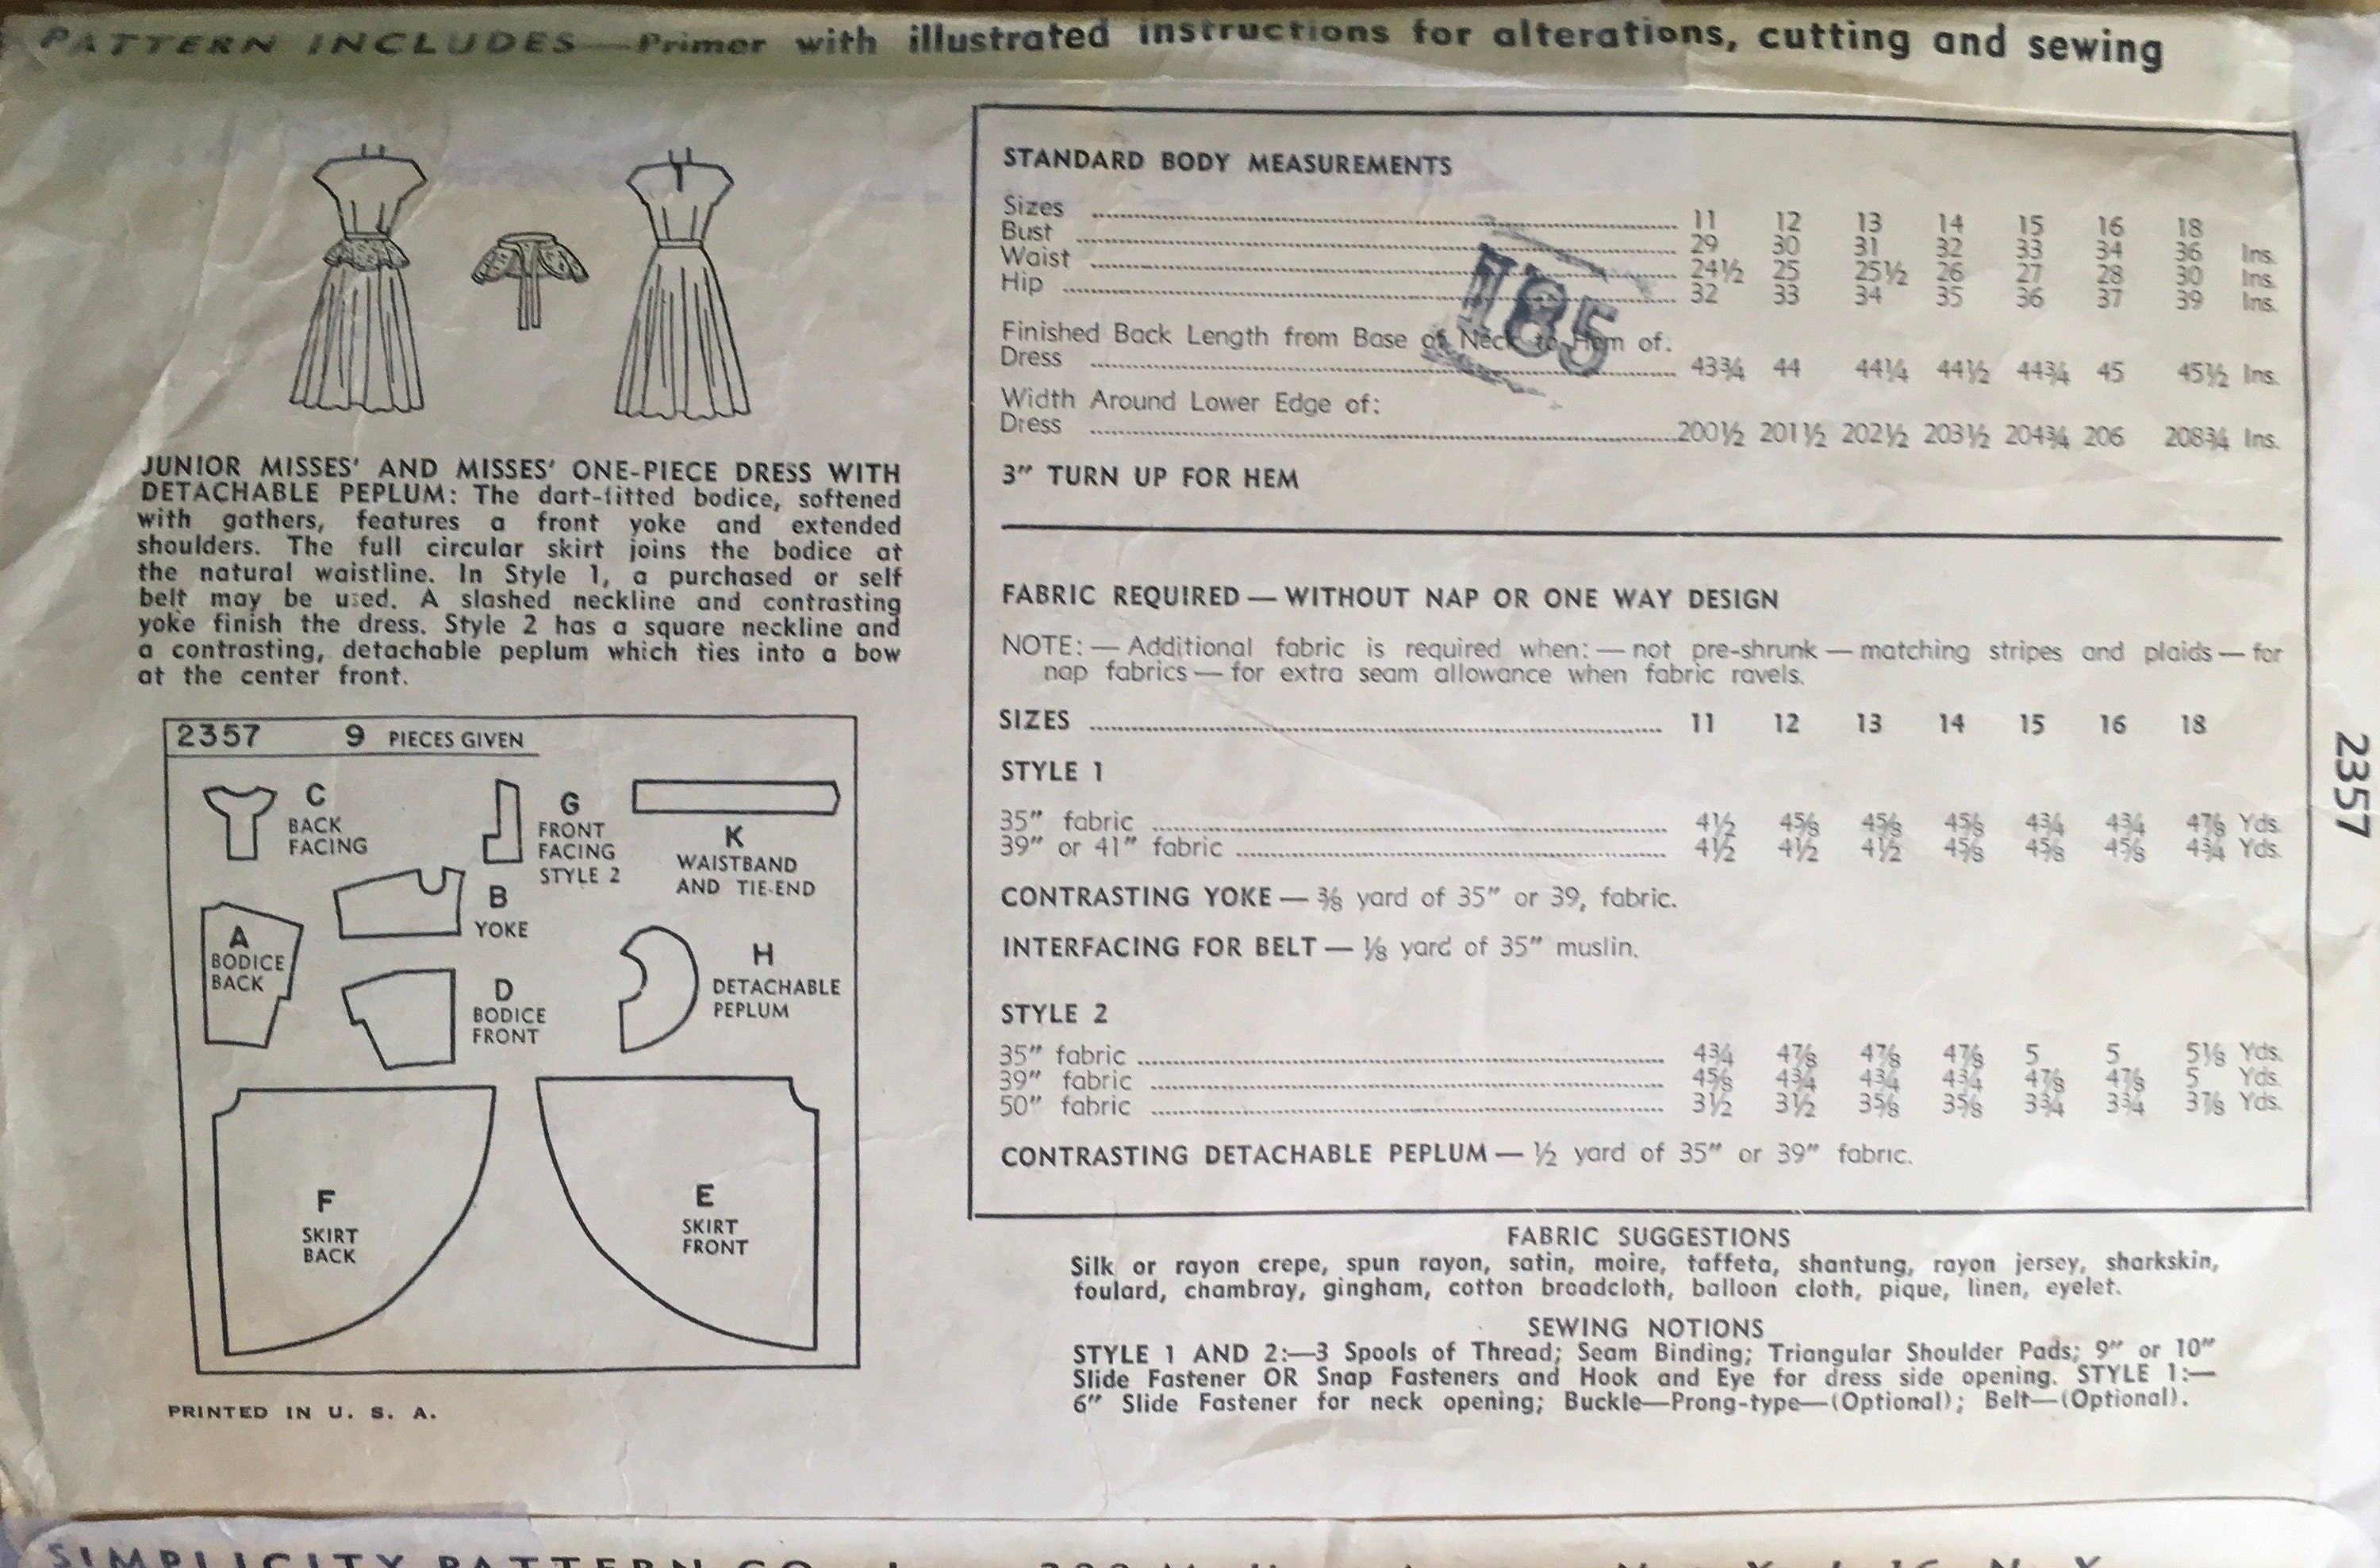 PATTERN INCLUDES—Primer with illustrated instructions for alterations, cutting and sewing
JUNIOR MISSES' AND MISSES' ONE-PIECE DRESS WITH
DETACHABLE PEPLUM: The dart-fitted bodice, softened
with gathers, features a front yoke and extended
shoulders. The full circular skirt joins the bodice at
the natural waistline. In Style 1, a purchased or self
belt may be used. A slashed neckline and contrasting
yoke finish the dress. Style 2 has a square neckline and
a contrasting, detachable peplum which ties into a bow
at the center front.
2357 9 PIECES GIVEN
C
BACK
FACING
G
FRONT
FACING
STYLE 2
K
WAISTBAND
AND TIE-END
B
YOKE
A
BODICE
BACK
D
BODICE
FRONT
H
DETACHABLE
PEPLUM
F
SKIRT
BACK
E
SKIRT
FRONT
PRINTED IN U. S. A.
STANDARD BODY MEASUREMENTS
Sizes 11 12 13 14 15 16 18
Bust 29 30 31 32 33 34 36 Ins.
Waist 24½ 25 25½ 26 27 28 30 Ins.
Hip 32 33 34 35 36 37 39 Ins.
Finished Back Length from Base of Neck to Hem of:
Dress 43¾ 44 44¼ 44½ 44¾ 45 45½ Ins.
Width Around Lower Edge of:
Dress 200½ 201½ 202½ 203½ 204¾ 206 208¾ Ins.
3" TURN UP FOR HEM
185
FABRIC REQUIRED — WITHOUT NAP OR ONE WAY DESIGN
NOTE: — Additional fabric is required when: — not pre-shrunk — matching stripes and plaids — for
nap fabrics — for extra seam allowance when fabric ravels.
SIZES 11 12 13 14 15 16 18
STYLE 1
35" fabric 4½ 4⅝ 4⅝ 4⅝ 4¾ 4¾ 4⅞ Yds.
39" or 41" fabric 4½ 4½ 4½ 4⅝ 4⅝ 4⅝ 4¾ Yds.
CONTRASTING YOKE — ⅜ yard of 35" or 39, fabric.
INTERFACING FOR BELT — ⅛ yard of 35" muslin.
STYLE 2
35" fabric 4¾ 4⅞ 4⅞ 4⅞ 5 5 5⅛ Yds.
39" fabric 4⅝ 4¾ 4¾ 4¾ 4⅞ 4⅞ 5 Yds.
50" fabric 3½ 3½ 3⅝ 3⅝ 3¾ 3¾ 3⅞ Yds.
CONTRASTING DETACHABLE PEPLUM — ½ yard of 35" or 39" fabric.
2357
FABRIC SUGGESTIONS
Silk or rayon crepe, spun rayon, satin, moire, taffeta, shantung, rayon jersey, sharkskin,
foulard, chambray, gingham, cotton broadcloth, balloon cloth, pique, linen, eyelet.
SEWING NOTIONS
STYLE 1 AND 2:—3 Spools of Thread; Seam Binding; Triangular Shoulder Pads; 9" or 10"
Slide Fastener OR Snap Fasteners and Hook and Eye for dress side opening. STYLE 1:—
6" Slide Fastener for neck opening; Buckle—Prong-type—(Optional); Belt—(Optional).
SIMPLICITY PATTERN CO.